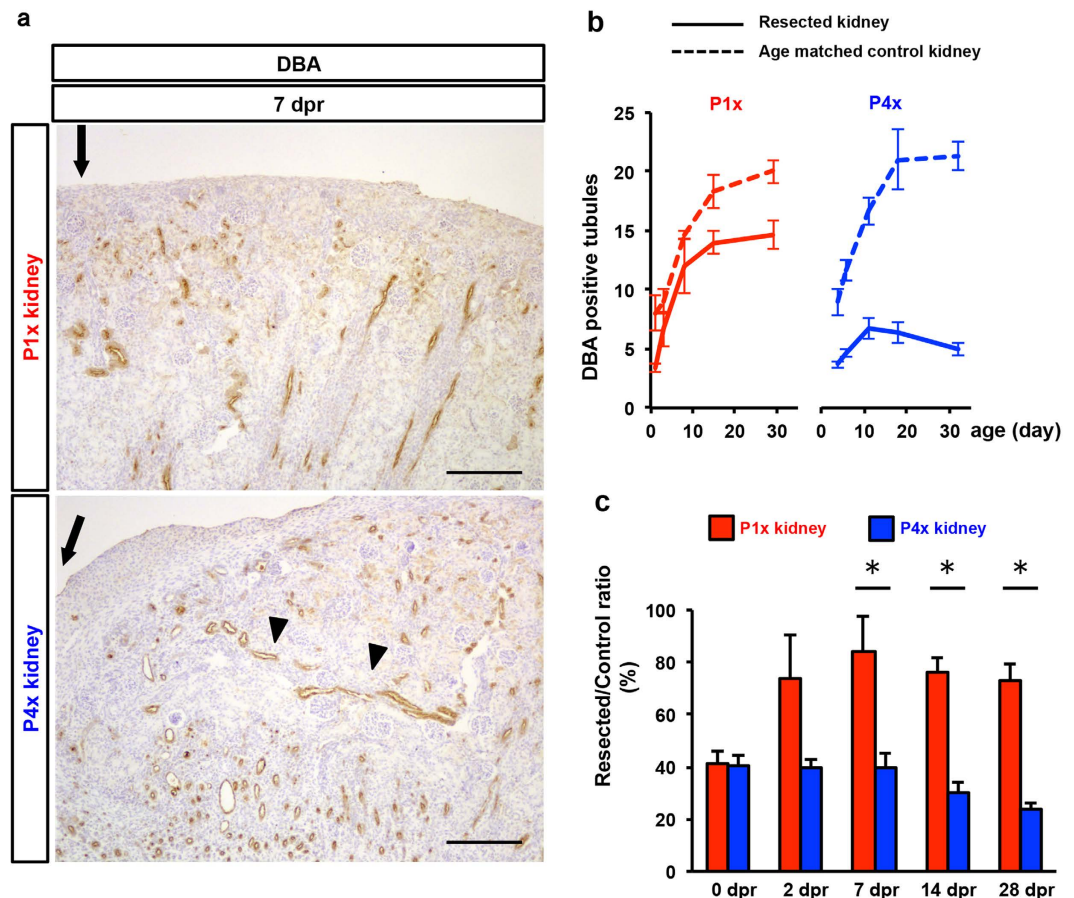 a
DBA
7 dpr
P1x kidney
P4x kidney
b
Resected kidney
Age matched control kidney
P1x
P4x
DBA positive tubules
25
20
15
10
5
0
0 10 20 30
0 10 20 30 age (day)
c
P1x kidney
P4x kidney
* * *
Resected/Control ratio
(%)
100
80
60
40
20
0
0 dpr 2 dpr 7 dpr 14 dpr 28 dpr